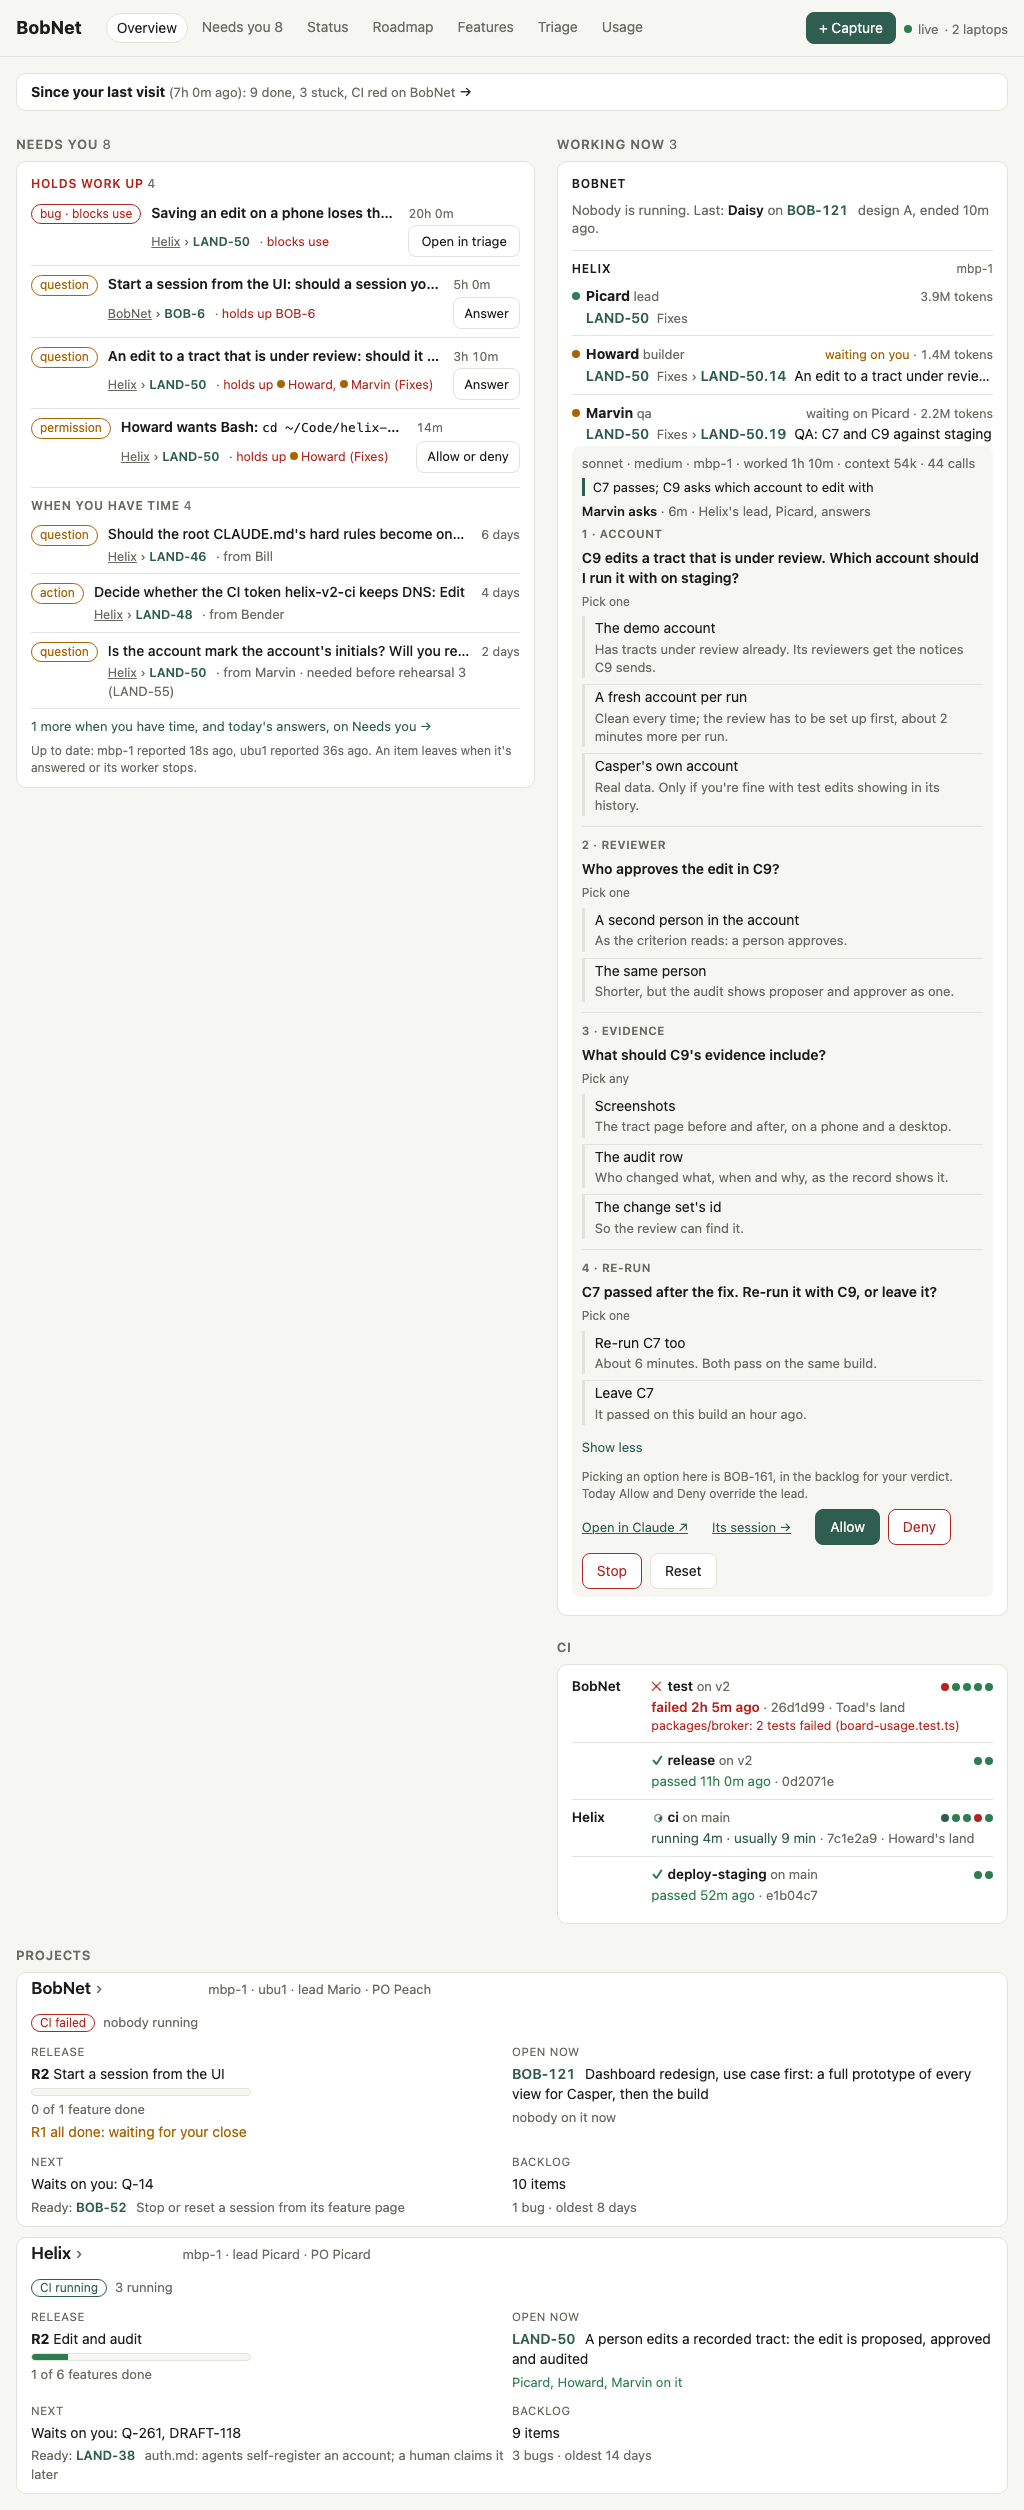 BobNet
Overview
Needs you 8
Status
Roadmap
Features
Triage
Usage
+ Capture
live · 2 laptops
Since your last visit (7h 0m ago): 9 done, 3 stuck, CI red on BobNet →
NEEDS YOU 8
HOLDS WORK UP 4
bug · blocks use
Saving an edit on a phone loses th...
20h 0m
Helix › LAND-50 · blocks use
Open in triage
question
Start a session from the UI: should a session yo...
5h 0m
BobNet › BOB-6 · holds up BOB-6
Answer
question
An edit to a tract that is under review: should it ...
3h 10m
Helix › LAND-50 · holds up Howard, Marvin (Fixes)
Answer
permission
Howard wants Bash: cd ~/Code/helix-...
14m
Helix › LAND-50 · holds up Howard (Fixes)
Allow or deny
WHEN YOU HAVE TIME 4
question
Should the root CLAUDE.md's hard rules become on...
6 days
Helix › LAND-46 · from Bill
action
Decide whether the CI token helix-v2-ci keeps DNS: Edit
4 days
Helix › LAND-48 · from Bender
question
Is the account mark the account's initials? Will you re...
2 days
Helix › LAND-50 · from Marvin · needed before rehearsal 3
(LAND-55)
1 more when you have time, and today's answers, on Needs you →
Up to date: mbp-1 reported 18s ago, ubu1 reported 36s ago. An item leaves when it's
answered or its worker stops.
WORKING NOW 3
BOBNET
Nobody is running. Last: Daisy on BOB-121 design A, ended 10m
ago.
HELIX
mbp-1
Picard lead
3.9M tokens
LAND-50 Fixes
Howard builder
waiting on you · 1.4M tokens
LAND-50 Fixes › LAND-50.14 An edit to a tract under revie...
Marvin qa
waiting on Picard · 2.2M tokens
LAND-50 Fixes › LAND-50.19 QA: C7 and C9 against staging
sonnet · medium · mbp-1 · worked 1h 10m · context 54k · 44 calls
C7 passes; C9 asks which account to edit with
Marvin asks · 6m · Helix's lead, Picard, answers
1 · ACCOUNT
C9 edits a tract that is under review. Which account should
I run it with on staging?
Pick one
The demo account
Has tracts under review already. Its reviewers get the notices
C9 sends.
A fresh account per run
Clean every time; the review has to be set up first, about 2
minutes more per run.
Casper's own account
Real data. Only if you're fine with test edits showing in its
history.
2 · REVIEWER
Who approves the edit in C9?
Pick one
A second person in the account
As the criterion reads: a person approves.
The same person
Shorter, but the audit shows proposer and approver as one.
3 · EVIDENCE
What should C9's evidence include?
Pick any
Screenshots
The tract page before and after, on a phone and a desktop.
The audit row
Who changed what, when and why, as the record shows it.
The change set's id
So the review can find it.
4 · RE-RUN
C7 passed after the fix. Re-run it with C9, or leave it?
Pick one
Re-run C7 too
About 6 minutes. Both pass on the same build.
Leave C7
It passed on this build an hour ago.
Show less
Picking an option here is BOB-161, in the backlog for your verdict.
Today Allow and Deny override the lead.
Open in Claude ↗
Its session →
Allow
Deny
Stop
Reset
CI
BobNet
test on v2
failed 2h 5m ago · 26d1d99 · Toad's land
packages/broker: 2 tests failed (board-usage.test.ts)
release on v2
passed 11h 0m ago · 0d2071e
Helix
ci on main
running 4m · usually 9 min · 7c1e2a9 · Howard's land
deploy-staging on main
passed 52m ago · e1b04c7
PROJECTS
BobNet ›
mbp-1 · ubu1 · lead Mario · PO Peach
CI failed
nobody running
RELEASE
R2 Start a session from the UI
0 of 1 feature done
R1 all done: waiting for your close
OPEN NOW
BOB-121 Dashboard redesign, use case first: a full prototype of every
view for Casper, then the build
nobody on it now
NEXT
Waits on you: Q-14
Ready: BOB-52 Stop or reset a session from its feature page
BACKLOG
10 items
1 bug · oldest 8 days
Helix ›
mbp-1 · lead Picard · PO Picard
CI running
3 running
RELEASE
R2 Edit and audit
1 of 6 features done
OPEN NOW
LAND-50 A person edits a recorded tract: the edit is proposed, approved
and audited
Picard, Howard, Marvin on it
NEXT
Waits on you: Q-261, DRAFT-118
Ready: LAND-38 auth.md: agents self-register an account; a human claims it
later
BACKLOG
9 items
3 bugs · oldest 14 days